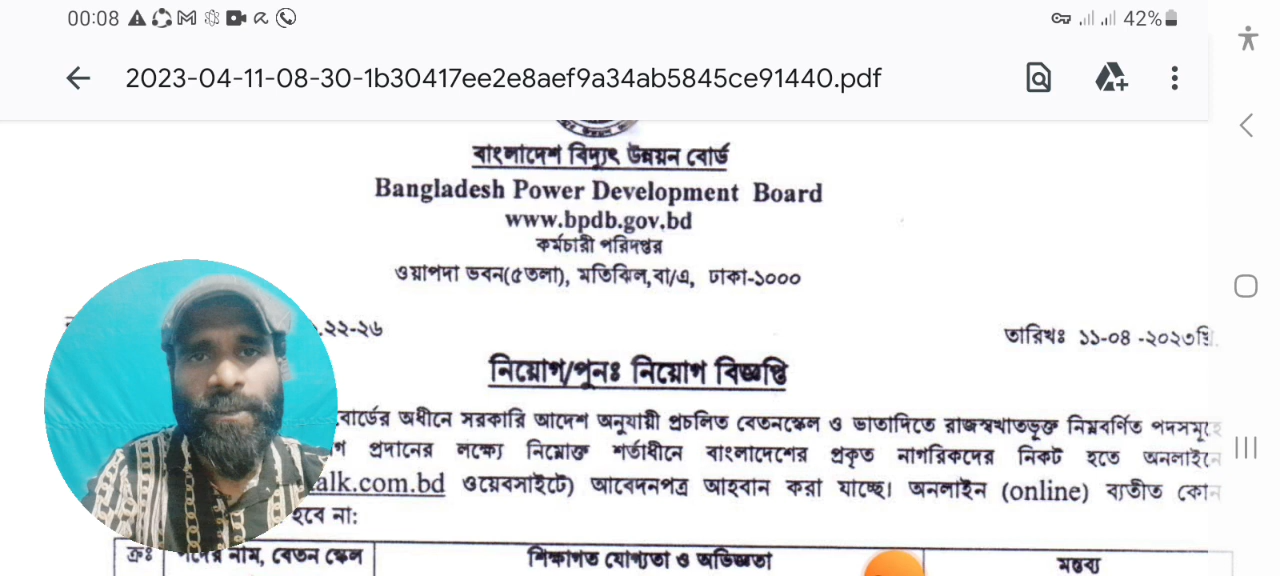 00:08
42%
2023-04-11-08-30-1b30417ee2e8aef9a34ab5845ce91440.pdf
বাংলাদেশ বিদ্যুৎ উন্নয়ন বোর্ড
Bangladesh Power Development Board
www.bpdb.gov.bd
কর্মচারী পরিদপ্তর
ওয়াপদা ভবন(৫তলা), মতিঝিল,বা/এ, ঢাকা-১০০০
.২২-২৬
তারিখঃ ১১-০৪ -২০২৩খ্রি.
নিয়োগ/পুনঃ নিয়োগ বিজ্ঞপ্তি
বোর্ডের অধীনে সরকারি আদেশ অনুযায়ী প্রচলিত বেতনস্কেল ও ভাতাদিতে রাজস্বখাতভূক্ত নিম্নবর্ণিত পদসমূহে
প্রদানের লক্ষ্যে নিম্নোক্ত শর্তাধীনে বাংলাদেশের প্রকৃত নাগরিকদের নিকট হতে অনলাইনে
alk.com.bd ওয়েবসাইটে) আবেদনপত্র আহবান করা যাচ্ছে। অনলাইন (online) ব্যতীত কোন
হবে না:
ক্রঃ পদের নাম, বেতন স্কেল শিক্ষাগত যোগ্যতা ও অভিজ্ঞতা মন্তব্য